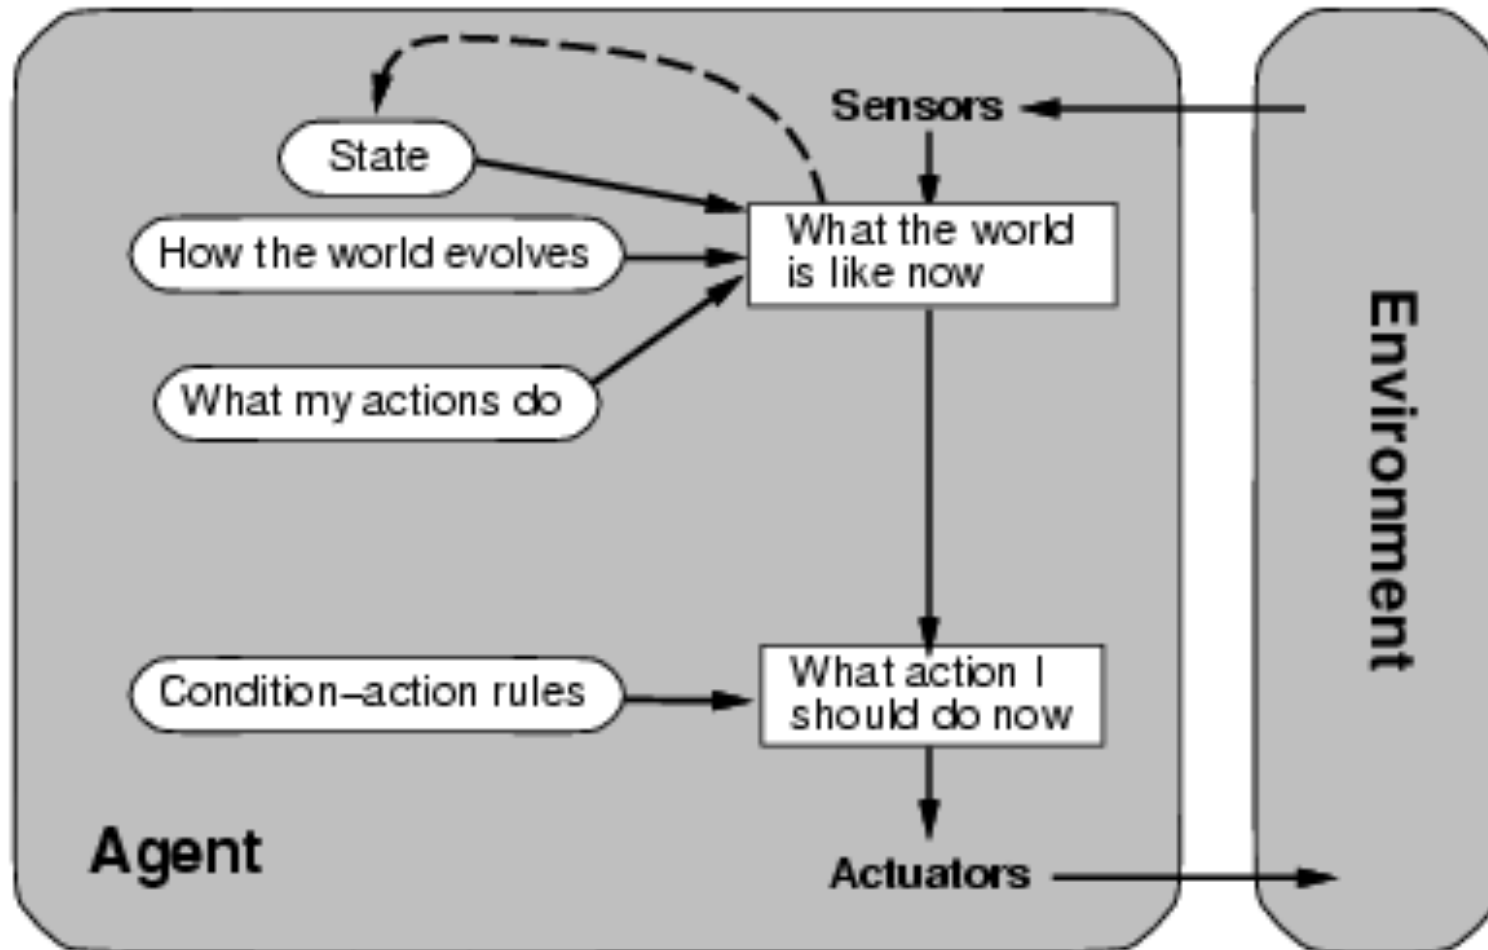 Sensors
State
What the world
is like now
How the world evolves
What my actions do
Environment
Condition–action rules
What action I
should do now
Agent
Actuators